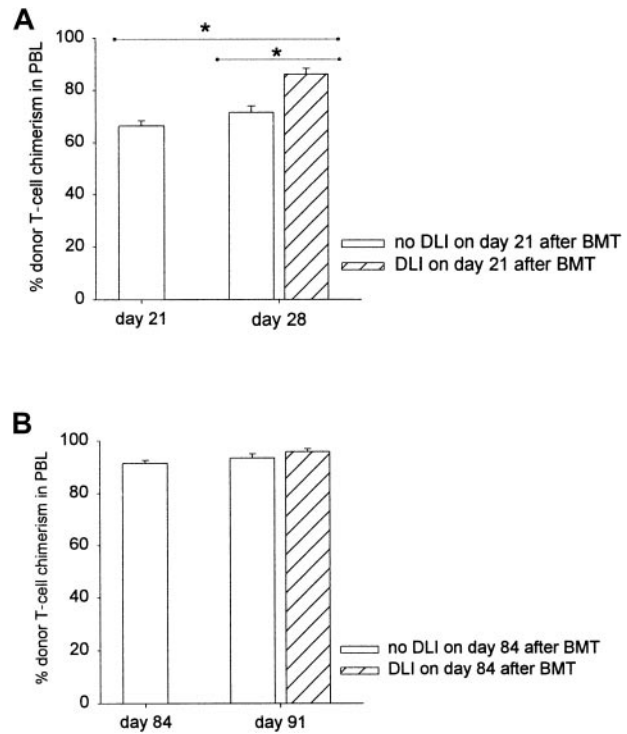 A
% donor T-cell chimerism in PBL
100
80
60
40
20
0
*
*
day 21
day 28
no DLI on day 21 after BMT
DLI on day 21 after BMT
B
% donor T-cell chimerism in PBL
100
80
60
40
20
0
day 84
day 91
no DLI on day 84 after BMT
DLI on day 84 after BMT